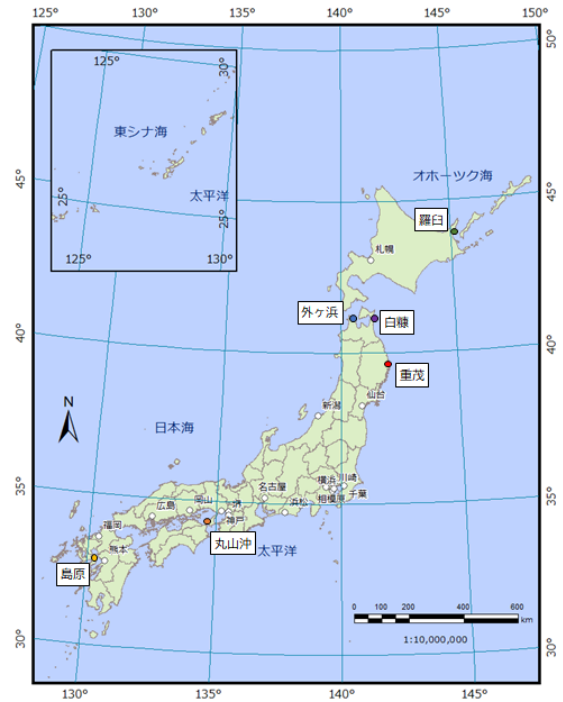 125°
130°
135°
140°
145°
150°
50°
125°
30°
東シナ海
太平洋
25°
25°
125°
130°
45°
オホーツク海
45°
羅臼
札幌
外ヶ浜
白糠
40°
40°
重茂
仙台
新潟
N
日本海
35°
35°
名古屋
横浜
川崎
千葉
相模原
浜松
岡山
堺
広島
神戸
福岡
熊本
丸山沖
太平洋
島原
0
100
200
400
600
km
1:10,000,000
30°
30°
130°
135°
140°
145°